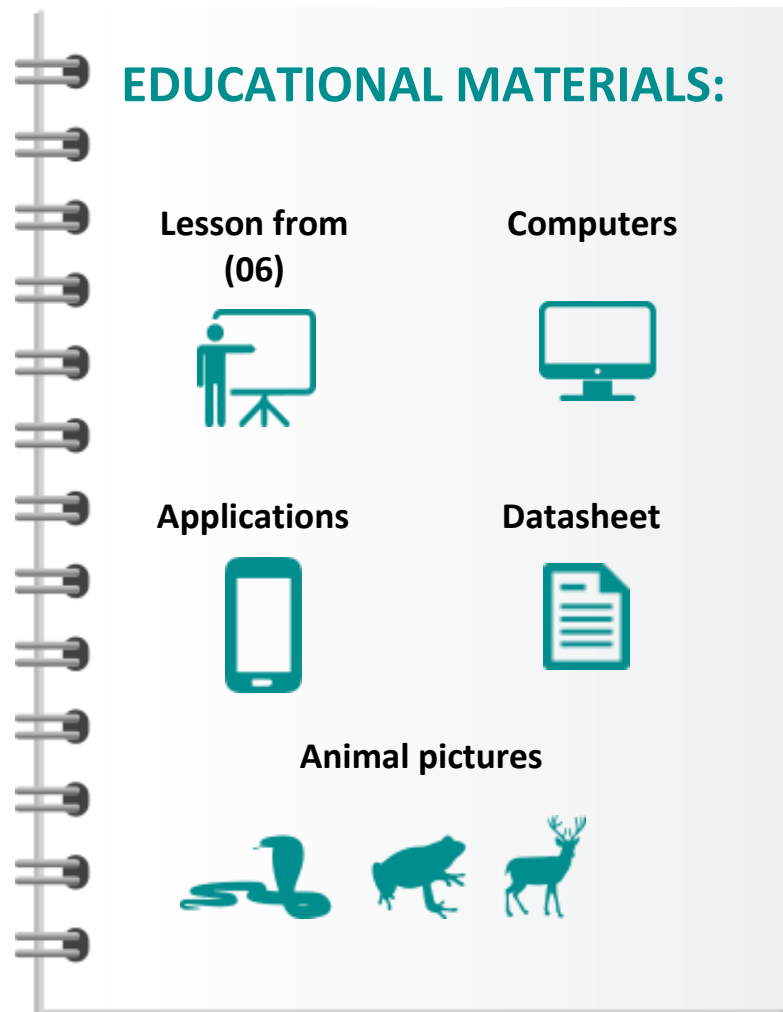 EDUCATIONAL MATERIALS:
Lesson from
(06)
Computers
Applications
Datasheet
Animal pictures